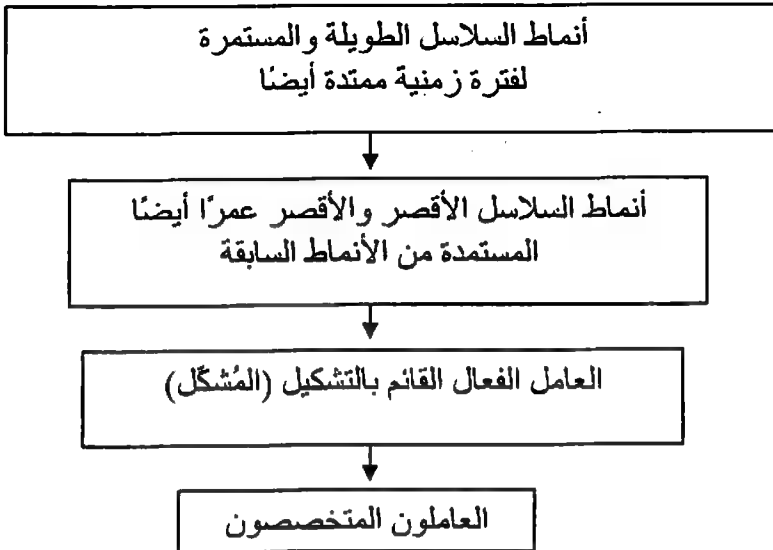 أنماط السلاسل الطويلة والمستمرة
لفترة زمنية ممتدة أيضًا
أنماط السلاسل الأقصر والأقصر عمرًا أيضًا
المستمدة من الأنماط السابقة
العامل الفعال القائم بالتشكيل (المُشكّل)
العاملون المتخصصون